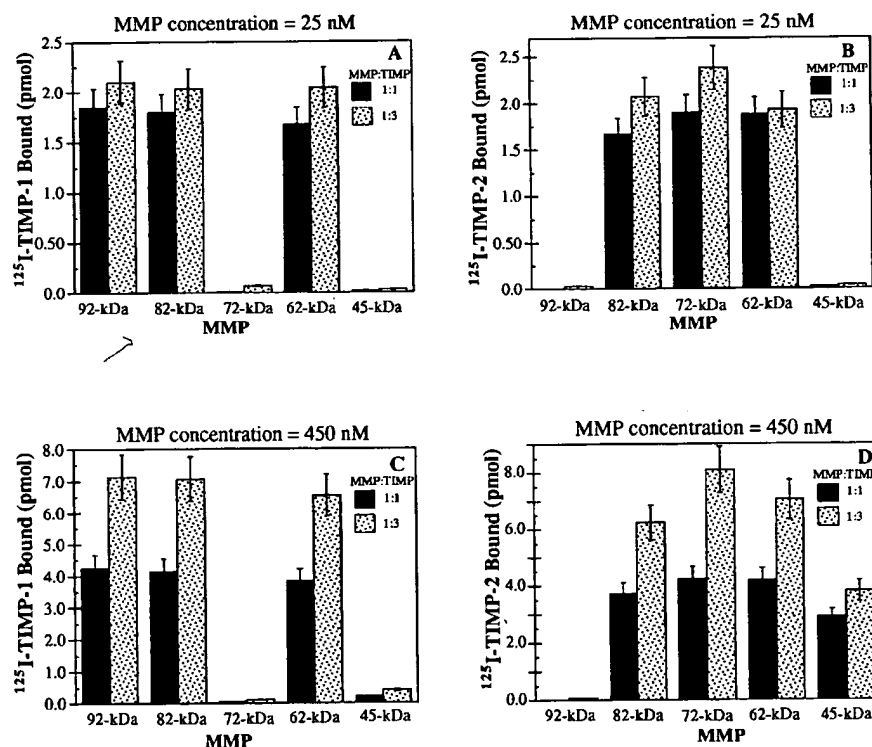 MMP concentration = 25 nM
A
MMP:TIMP
1:1
1:3
2.5
2.0
1.5
1.0
0.50
0.0
¹²⁵I-TIMP-1 Bound (pmol)
92-kDa 82-kDa 72-kDa 62-kDa 45-kDa
MMP
MMP concentration = 25 nM
B
MMP:TIMP
1:1
1:3
2.5
2.0
1.5
1.0
0.50
0.0
¹²⁵I-TIMP-2 Bound (pmol)
92-kDa 82-kDa 72-kDa 62-kDa 45-kDa
MMP
MMP concentration = 450 nM
C
MMP:TIMP
1:1
1:3
8.0
7.0
6.0
5.0
4.0
3.0
2.0
1.0
0.0
¹²⁵I-TIMP-1 Bound (pmol)
92-kDa 82-kDa 72-kDa 62-kDa 45-kDa
MMP
MMP concentration = 450 nM
D
MMP:TIMP
1:1
1:3
8.0
6.0
4.0
2.0
0.0
¹²⁵I-TIMP-2 Bound (pmol)
92-kDa 82-kDa 72-kDa 62-kDa 45-kDa
MMP